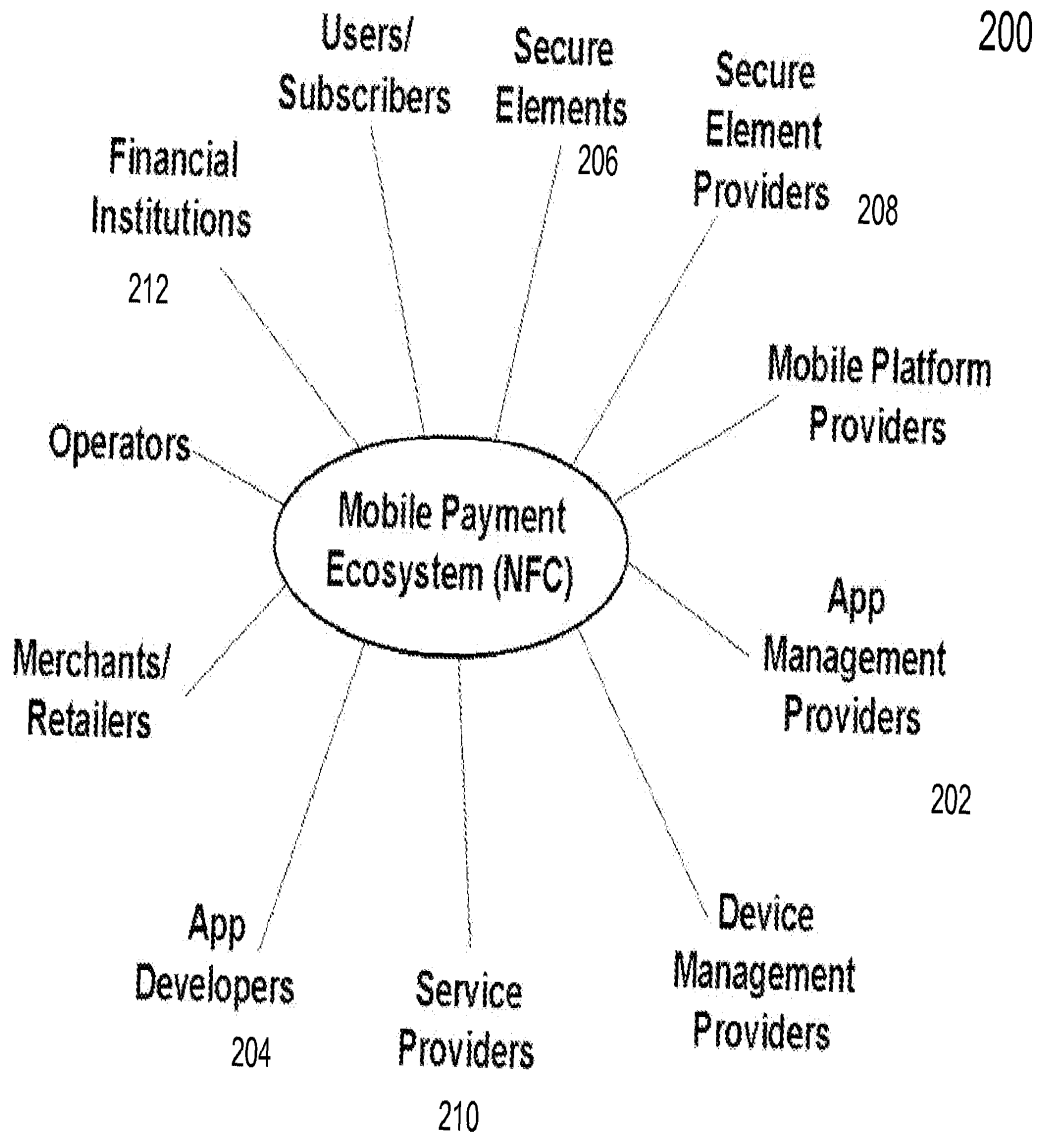 200
Users/
Subscribers
Secure
Elements
206
Secure
Element
Providers
208
Financial
Institutions
212
Mobile Platform
Providers
Operators
Mobile Payment
Ecosystem (NFC)
App
Management
Providers
202
Merchants/
Retailers
App
Developers
204
Service
Providers
210
Device
Management
Providers